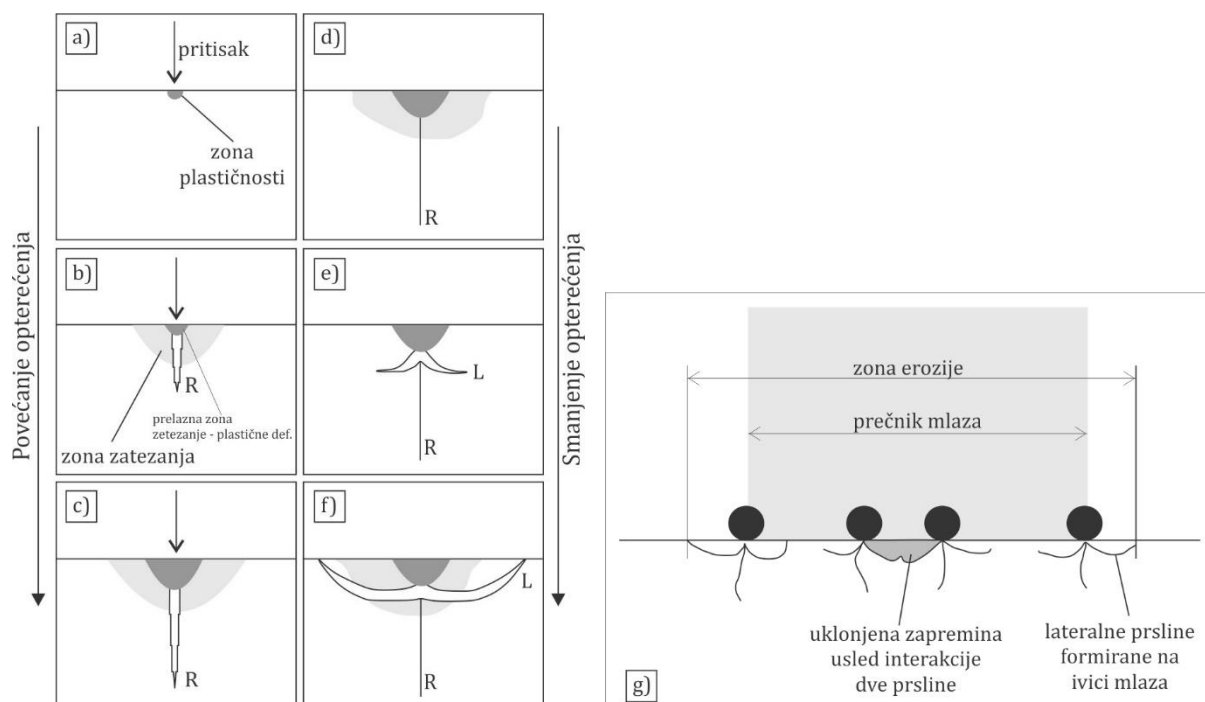 Povećanje opterećenja
a)
pritisak
zona
plastičnosti
b)
R
prelazna zona
zetezanje - plastične def.
zona zatezanja
c)
R
d)
R
e)
L
R
f)
L
R
Smanjenje opterećenja
zona erozije
prečnik mlaza
uklonjena zapremina
usled interakcije
dve prsline
lateralne prsline
formirane na
ivici mlaza
g)